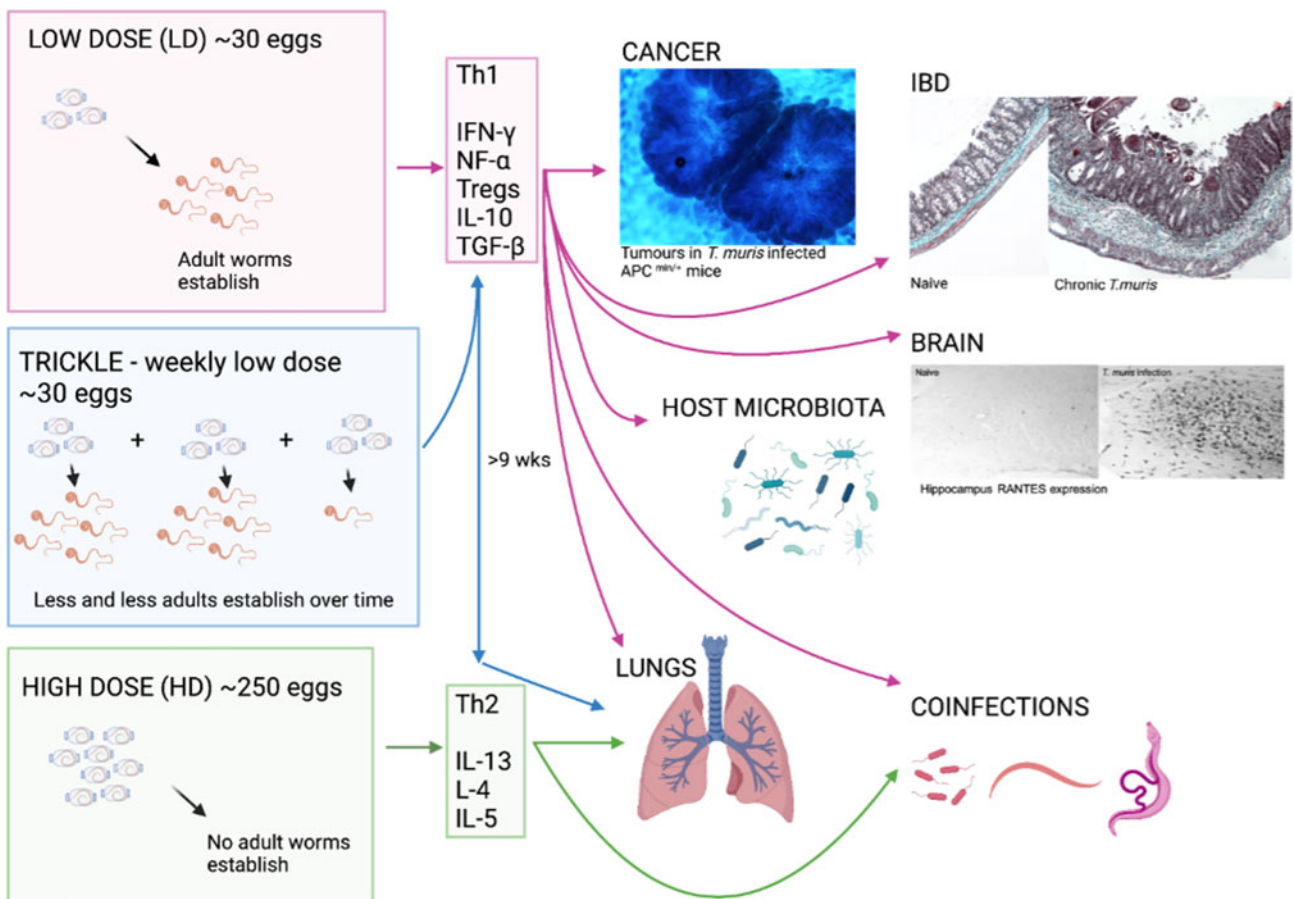 LOW DOSE (LD) ~30 eggs
Adult worms
establish
TRICKLE - weekly low dose
~30 eggs
+
+
Less and less adults establish over time
HIGH DOSE (HD) ~250 eggs
No adult worms
establish
Th1
IFN-γ
NF-α
Tregs
IL-10
TGF-β
>9 wks
Th2
IL-13
L-4
IL-5
CANCER
Tumours in T. muris infected
APC min/+ mice
IBD
Naïve
Chronic T.muris
BRAIN
Naive
T. muris infection
Hippocampus RANTES expression
HOST MICROBIOTA
LUNGS
COINFECTIONS